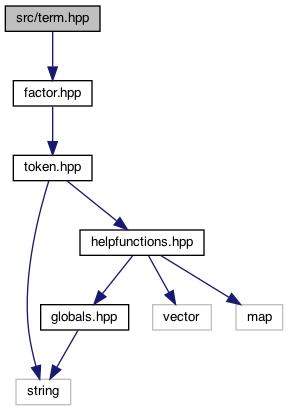 src/term.hpp
factor.hpp
token.hpp
helpfunctions.hpp
globals.hpp
vector
map
string